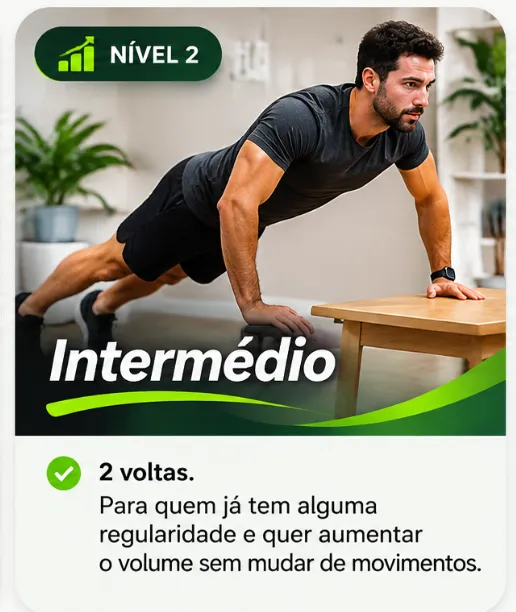 NÍVEL 2
Intermédio
2 voltas.
Para quem já tem alguma
regularidade e quer aumentar
o volume sem mudar de movimentos.